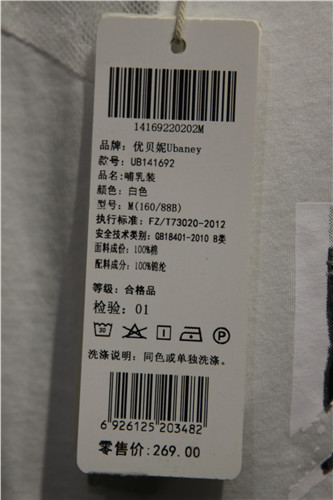 14169220202M
品牌：优贝妮Ubaney
款号：UB141692
品名：哺乳装
颜色：白色
型号：M(160/88B)
执行标准：FZ/T73020-2012
安全技术类别：GB18401-2010 B类
面料成份：100%棉
配料成分：100%锦纶
等级：合格品
检验：01
30 P
洗涤说明：同色或单独洗涤。
6 926125 203482
零售价：269.00